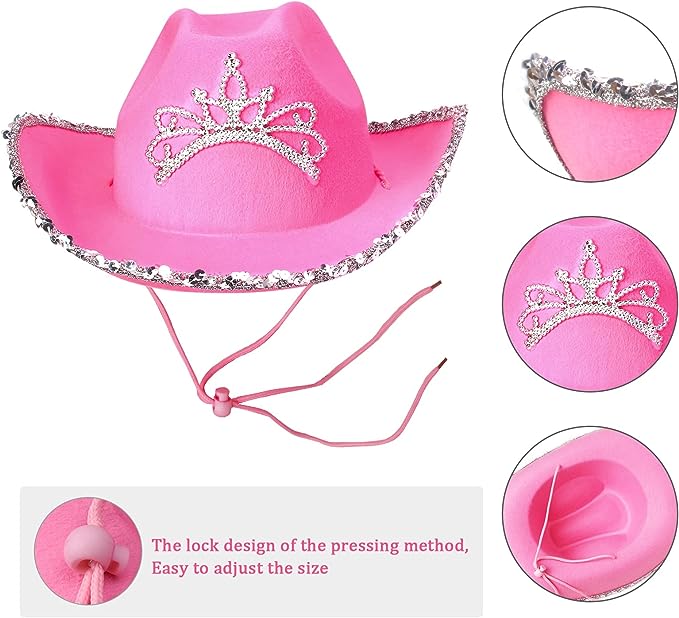 The lock design of the pressing method,
Easy to adjust the size